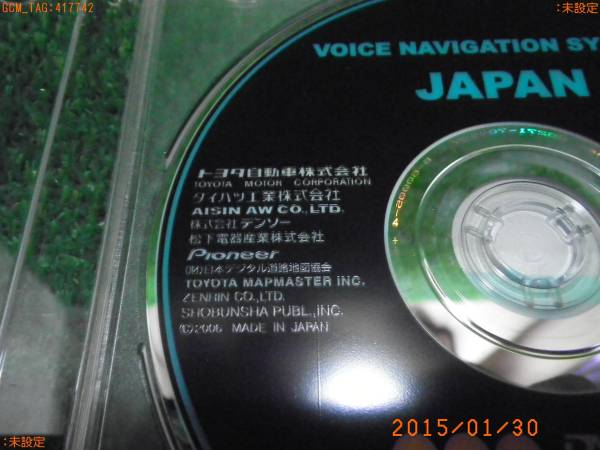 GCM_TAG:417742
:未設定
VOICE NAVIGATION SY
JAPAN
トヨタ自動車株式会社
TOYOTA MOTOR CORPORATION
ダイハツ工業株式会社
AISIN AW CO.,LTD.
株式会社デンソー
松下電器産業株式会社
Pioneer
(財)日本デジタル道路地図協会
TOYOTA MAPMASTER INC.
ZENRIN CO.,LTD.
SHOBUNSHA PUBL.,INC.
©2006 MADE IN JAPAN
2015/01/30
:未設定